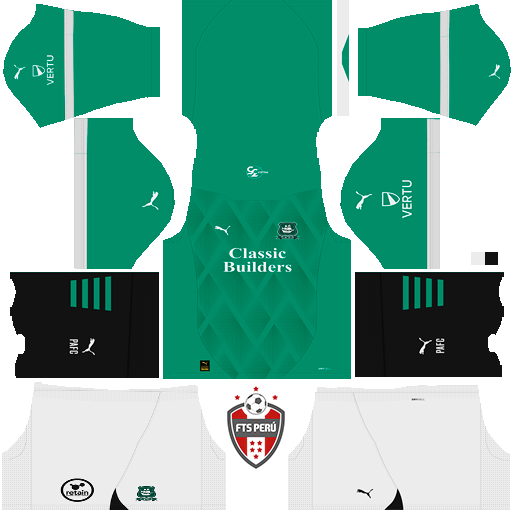 VERTU
VERTU
Classic
Builders
PAFC
PAFC
FTS PERÚ
retain